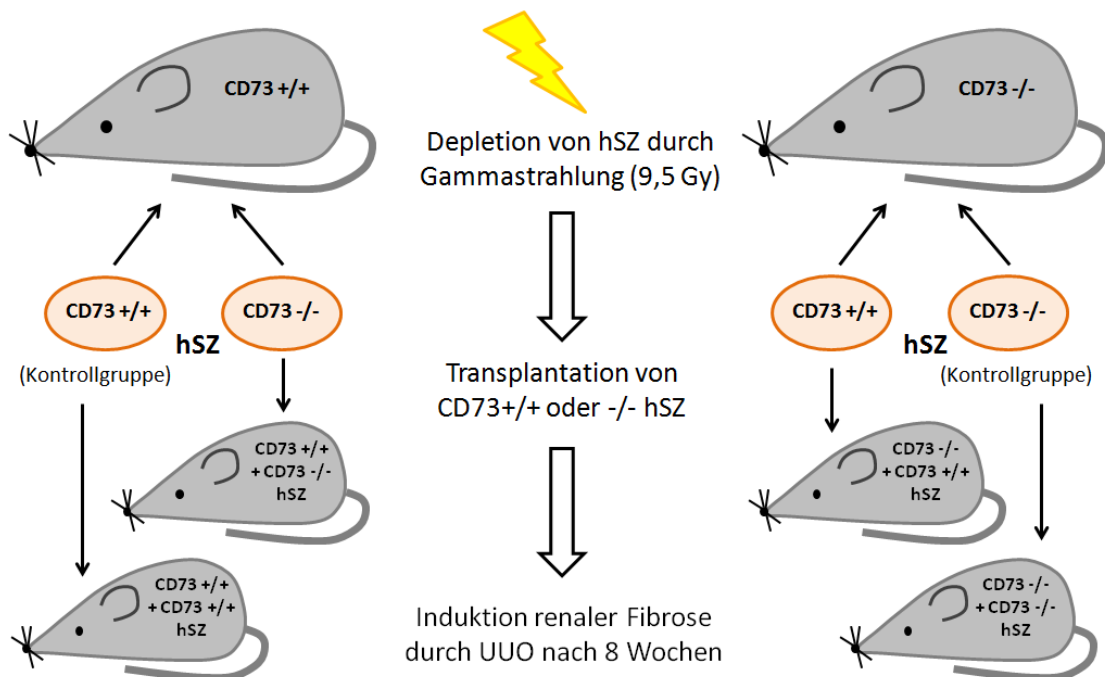 CD73 +/+
Depletion von hSZ durch
Gammastrahlung (9,5 Gy)
CD73 -/-
CD73 +/+
CD73 -/-
hSZ
(Kontrollgruppe)
Transplantation von
CD73+/+ oder -/- hSZ
CD73 +/+
CD73 -/-
hSZ
(Kontrollgruppe)
CD73 +/+
+ CD73 -/-
hSZ
CD73 -/-
+ CD73 +/+
hSZ
CD73 +/+
+ CD73 +/+
hSZ
Induktion renaler Fibrose
durch UUO nach 8 Wochen
CD73 -/-
+ CD73 -/-
hSZ